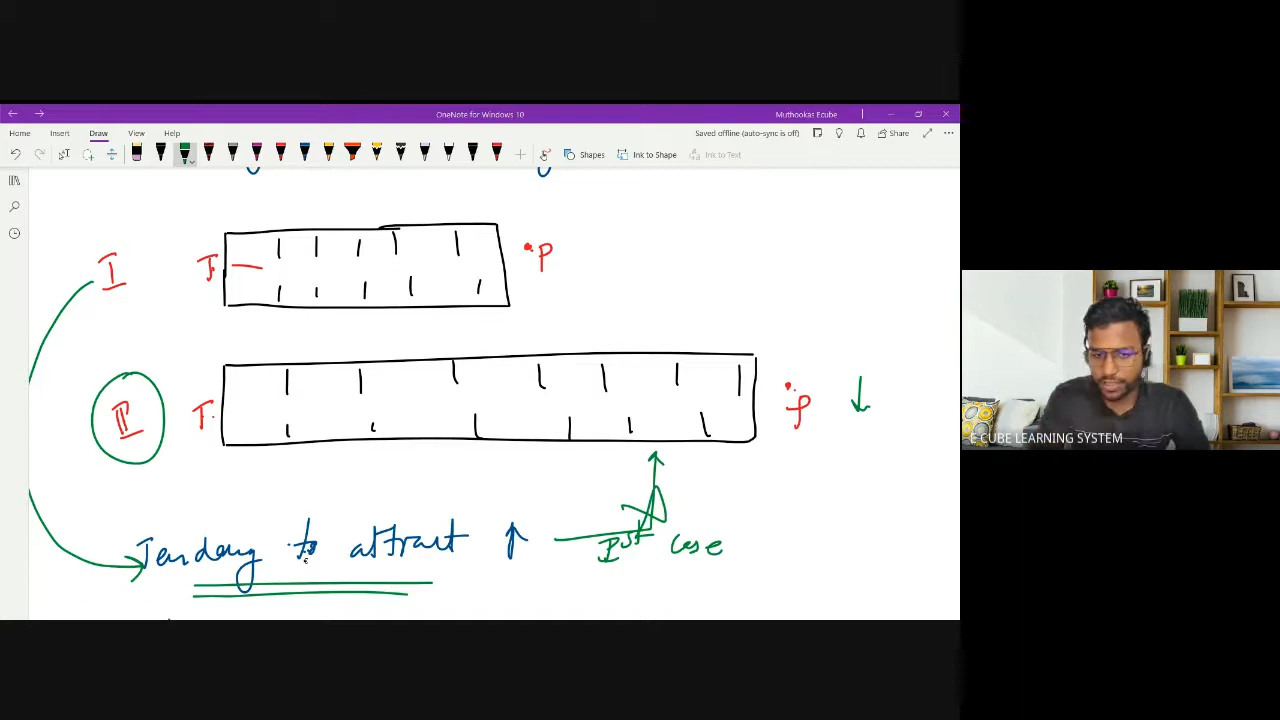 OneNote for Windows 10
Muthookas Ecube
Home Insert Draw View Help
Saved offline (auto-sync is off)
Share
Shapes
Ink to Shape
Ink to Text
I F P
II F P
E CUBE LEARNING SYSTEM
Tendency to attract ↑ Ist case